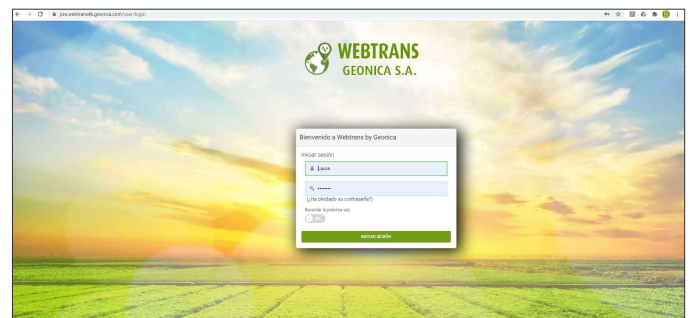 pre.webtrans4k.geonica.com/user/login
WEBTRANS
GEONICA S.A.
Bienvenido a Webtrans by Geonica
Iniciar sesión
Laura
¿Ha olvidado su contraseña?)
Recordar la próxima vez
INICIAR SESIÓN